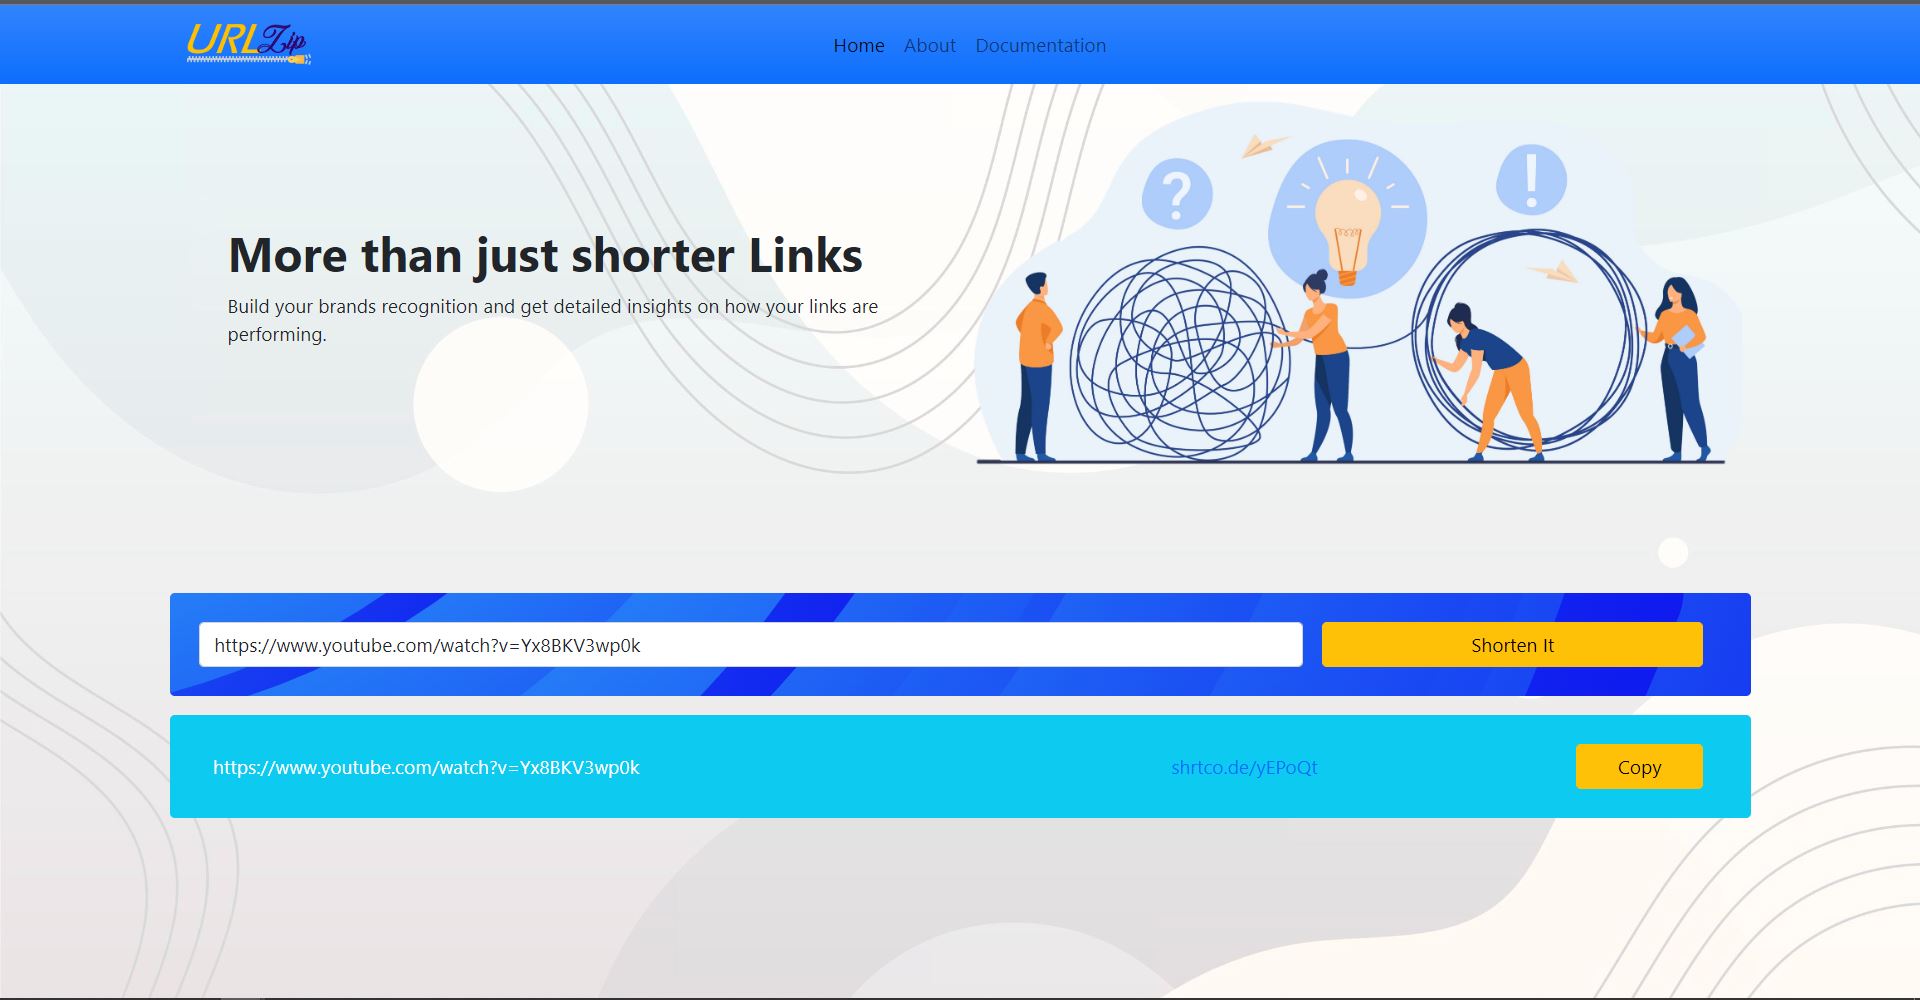 URLZip
Home About Documentation
?
!
More than just shorter Links
Build your brands recognition and get detailed insights on how your links are
performing.
https://www.youtube.com/watch?v=Yx8BKV3wp0k Shorten It
https://www.youtube.com/watch?v=Yx8BKV3wp0k shrtco.de/yEPoQt Copy